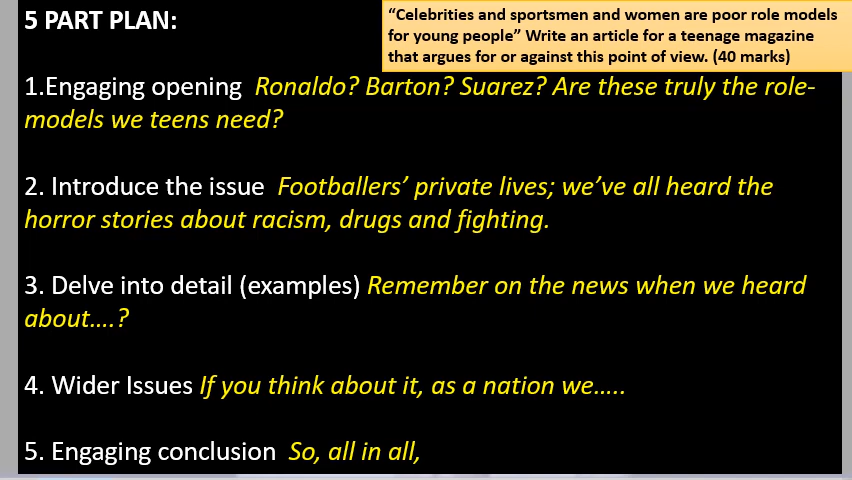 5 PART PLAN:
“Celebrities and sportsmen and women are poor role models
for young people” Write an article for a teenage magazine
that argues for or against this point of view. (40 marks)
1.Engaging opening Ronaldo? Barton? Suarez? Are these truly the role-
models we teens need?
2. Introduce the issue Footballers’ private lives; we’ve all heard the
horror stories about racism, drugs and fighting.
3. Delve into detail (examples) Remember on the news when we heard
about….?
4. Wider Issues If you think about it, as a nation we…..
5. Engaging conclusion So, all in all,